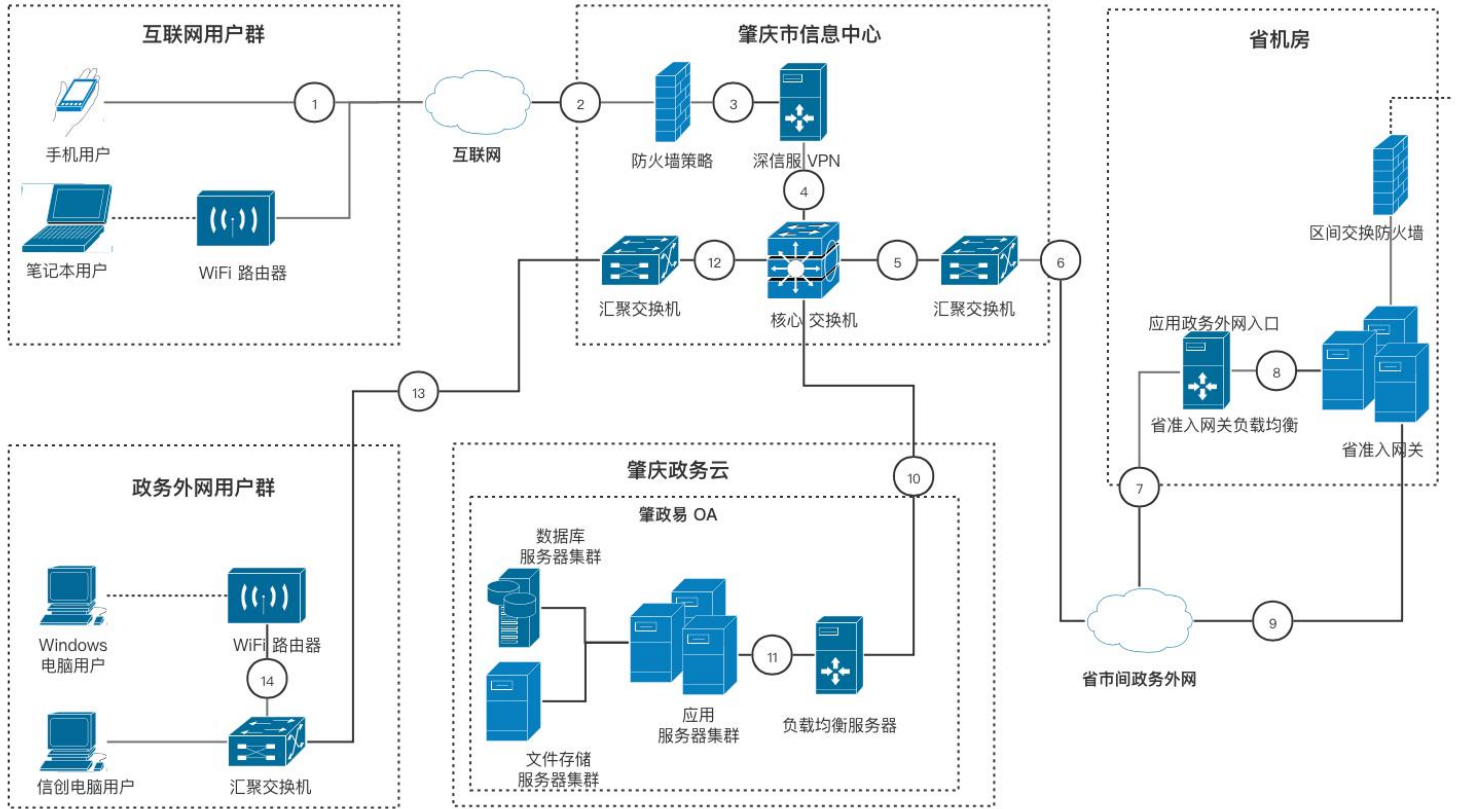 互联网用户群
手机用户
1
笔记本用户
WiFi 路由器
互联网
肇庆市信息中心
2
防火墙策略
3
深信服 VPN
4
汇聚交换机
12
核心 交换机
5
汇聚交换机
6
省机房
区间交换防火墙
应用政务外网入口
8
省准入网关负载均衡
省准入网关
7
9
省市间政务外网
13
政务外网用户群
Windows
电脑用户
WiFi 路由器
14
信创电脑用户
汇聚交换机
肇庆政务云
10
肇政易 OA
数据库
服务器集群
11
应用
服务器集群
负载均衡服务器
文件存储
服务器集群